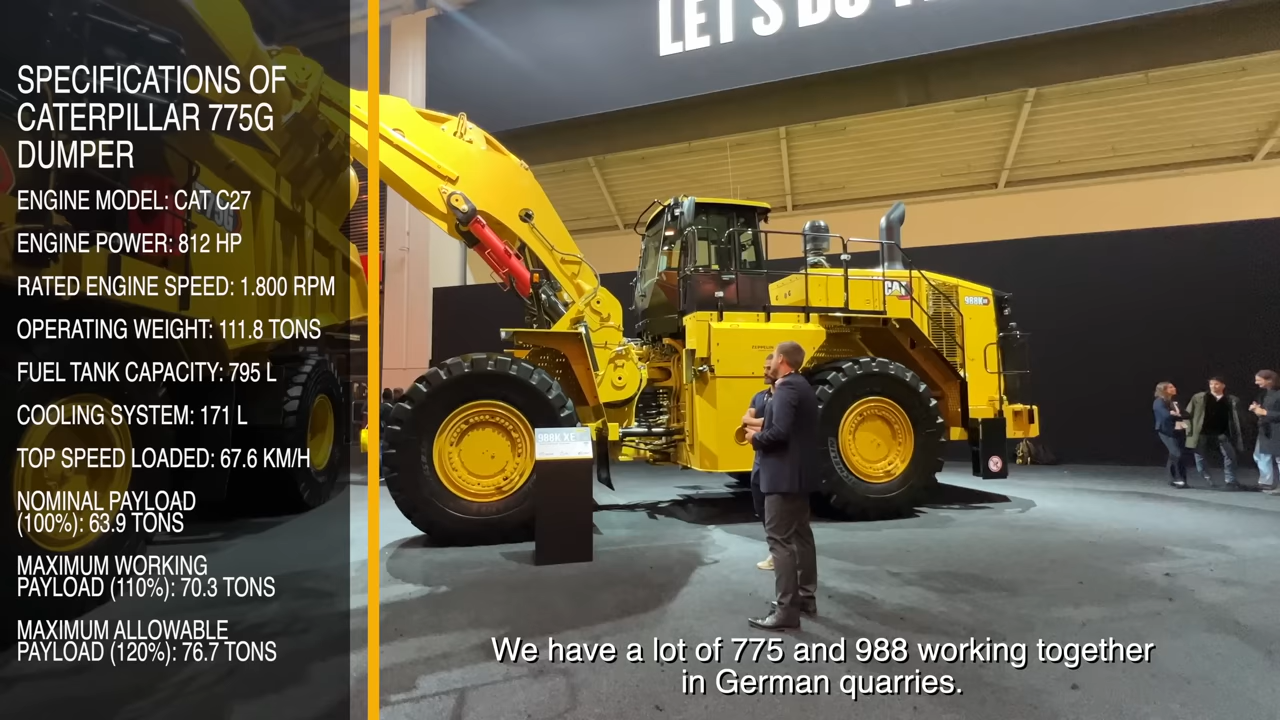 SPECIFICATIONS OF
CATERPILLAR 775G
DUMPER
ENGINE MODEL: CAT C27
ENGINE POWER: 812 HP
RATED ENGINE SPEED: 1.800 RPM
OPERATING WEIGHT: 111.8 TONS
FUEL TANK CAPACITY: 795 L
COOLING SYSTEM: 171 L
TOP SPEED LOADED: 67.6 KM/H
NOMINAL PAYLOAD
(100%): 63.9 TONS
MAXIMUM WORKING
PAYLOAD (110%): 70.3 TONS
MAXIMUM ALLOWABLE
PAYLOAD (120%): 76.7 TONS
LET'S DO
CAT
988K XE
ZEPPELIN
988K XE
We have a lot of 775 and 988 working together
in German quarries.